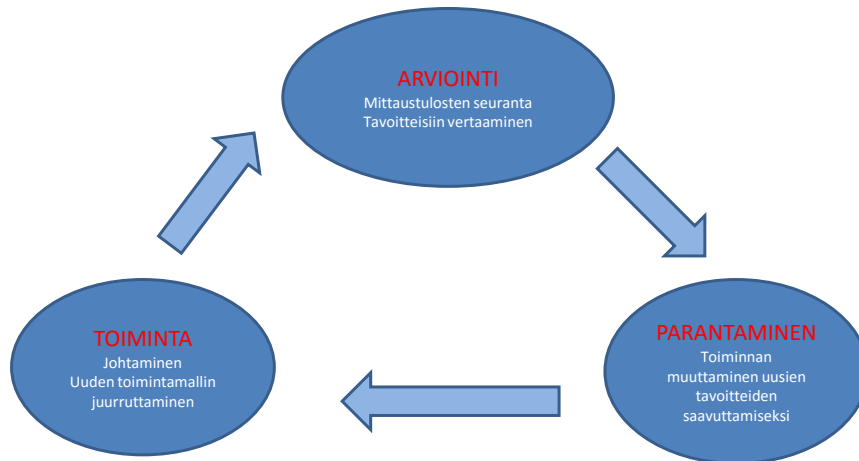 ARVIOINTI
Mittaustulosten seuranta
Tavoitteisiin vertaaminen
TOIMINTA
Johtaminen
Uuden toimintamallin
juurruttaminen
PARANTAMINEN
Toiminnan
muuttaminen uusien
tavoitteiden
saavuttamiseksi